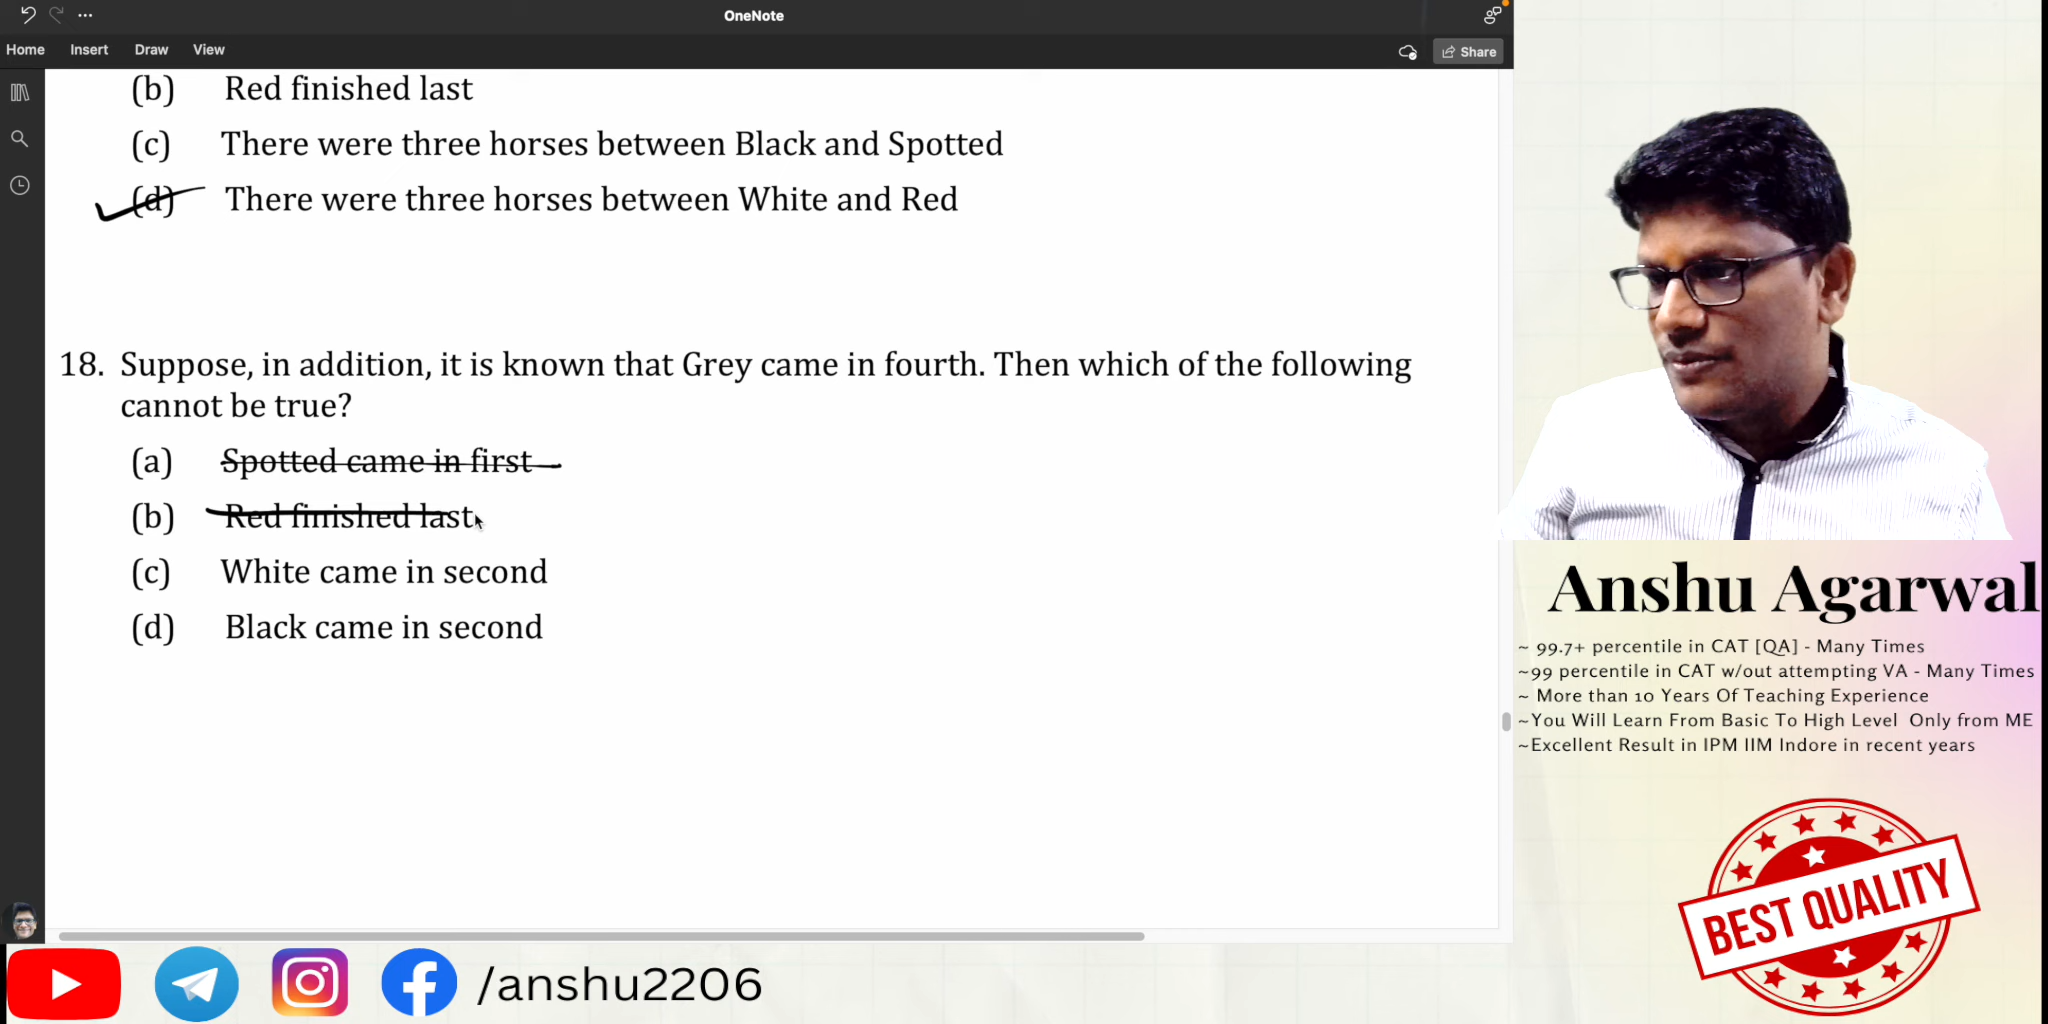 OneNote
Home Insert Draw View
Share
(b) Red finished last
(c) There were three horses between Black and Spotted
(d) There were three horses between White and Red
18. Suppose, in addition, it is known that Grey came in fourth. Then which of the following
cannot be true?
(a) Spotted came in first
(b) Red finished last
(c) White came in second
(d) Black came in second
Anshu Agarwal
~ 99.7+ percentile in CAT [QA] - Many Times
~99 percentile in CAT w/out attempting VA - Many Times
~ More than 10 Years Of Teaching Experience
~You Will Learn From Basic To High Level Only from ME
~Excellent Result in IPM IIM Indore in recent years
BEST QUALITY
/anshu2206